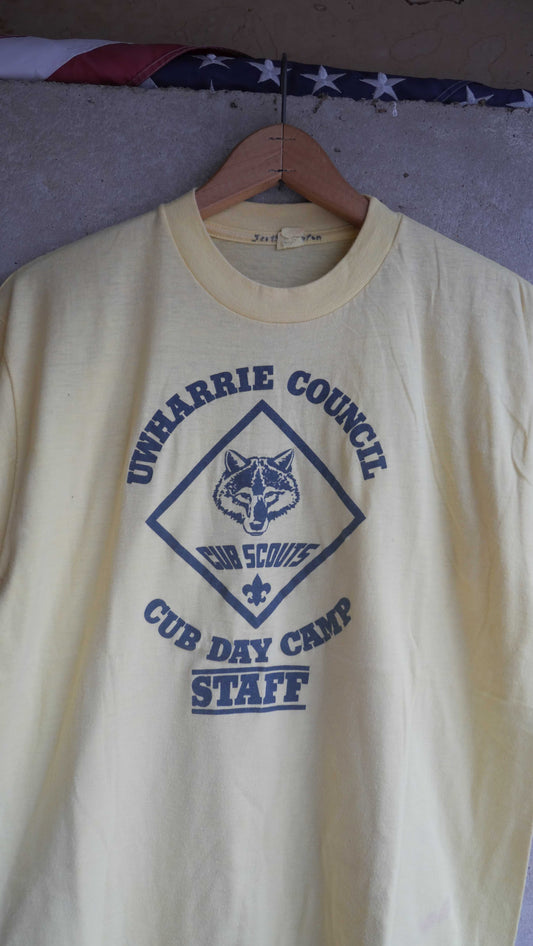 UWHARRIE COUNCIL
CUB SCOUTS
CUB DAY CAMP
STAFF